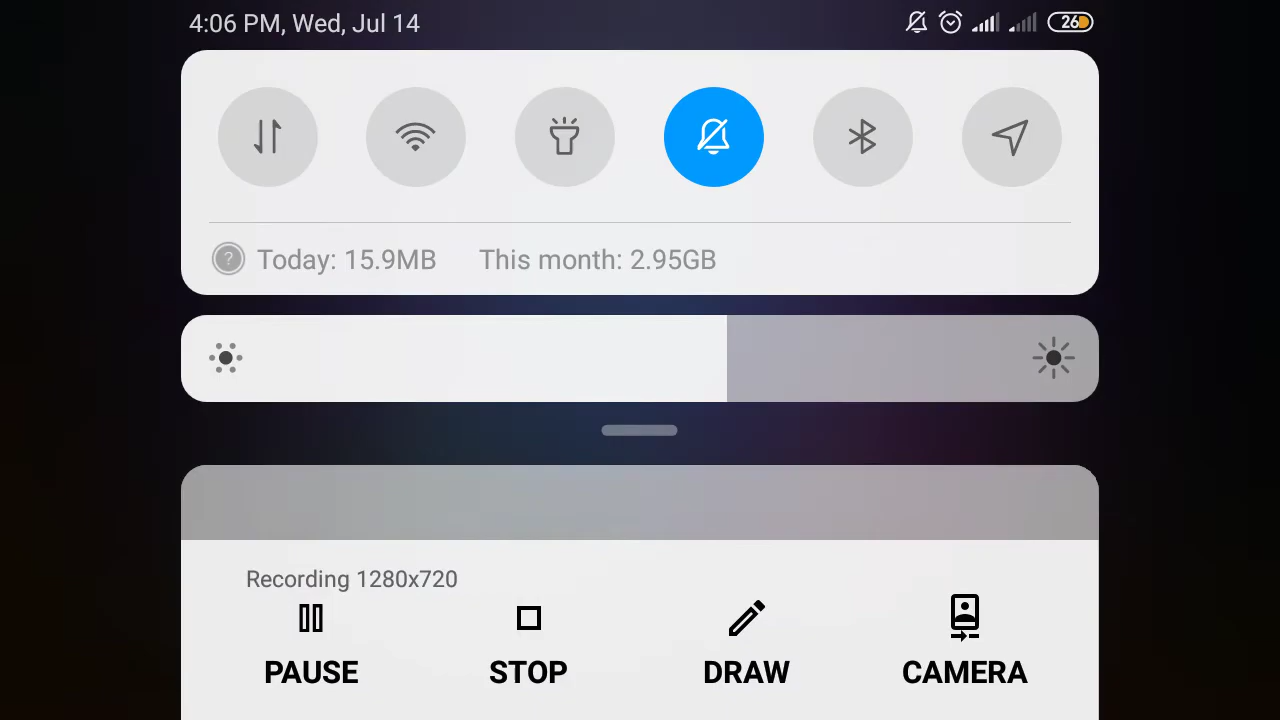 4:06 PM, Wed, Jul 14
26
? Today: 15.9MB This month: 2.95GB
Recording 1280x720
PAUSE STOP DRAW CAMERA